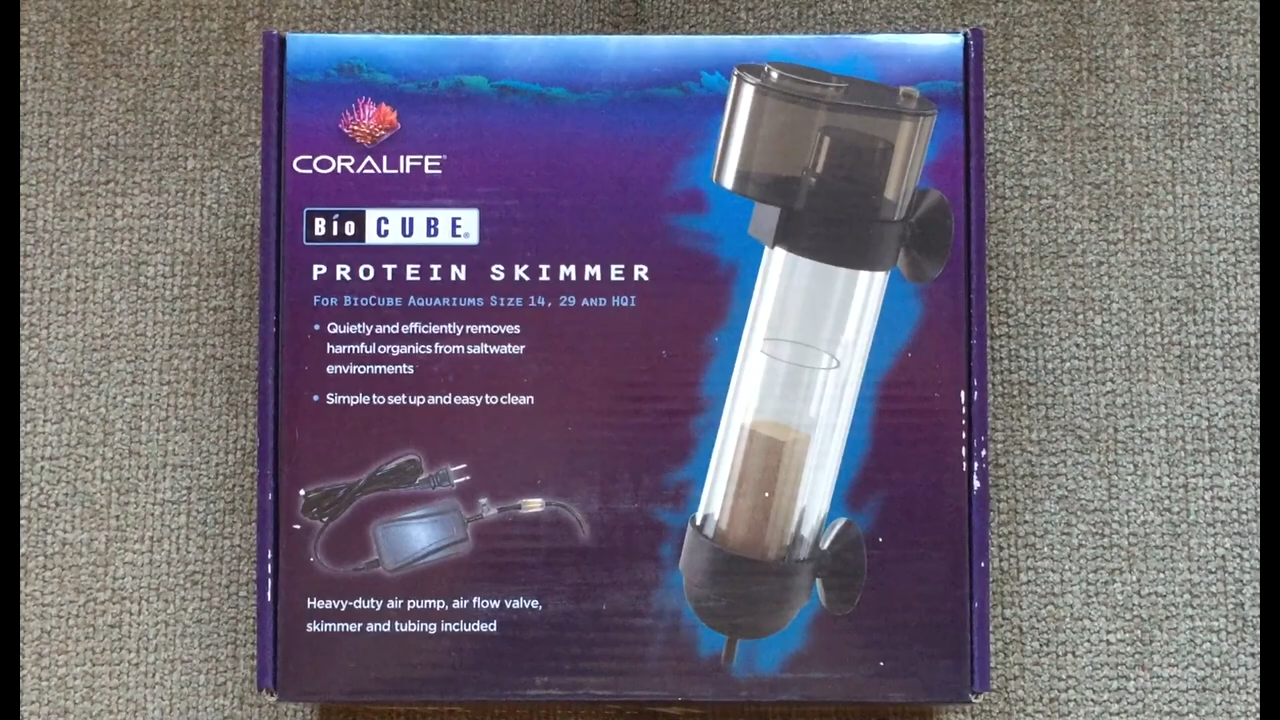 CORALIFE®
Bio CUBE®
PROTEIN SKIMMER
FOR BIOCUBE AQUARIUMS SIZE 14, 29 AND HQI
• Quietly and efficiently removes
harmful organics from saltwater
environments
• Simple to set up and easy to clean
Heavy-duty air pump, air flow valve,
skimmer and tubing included